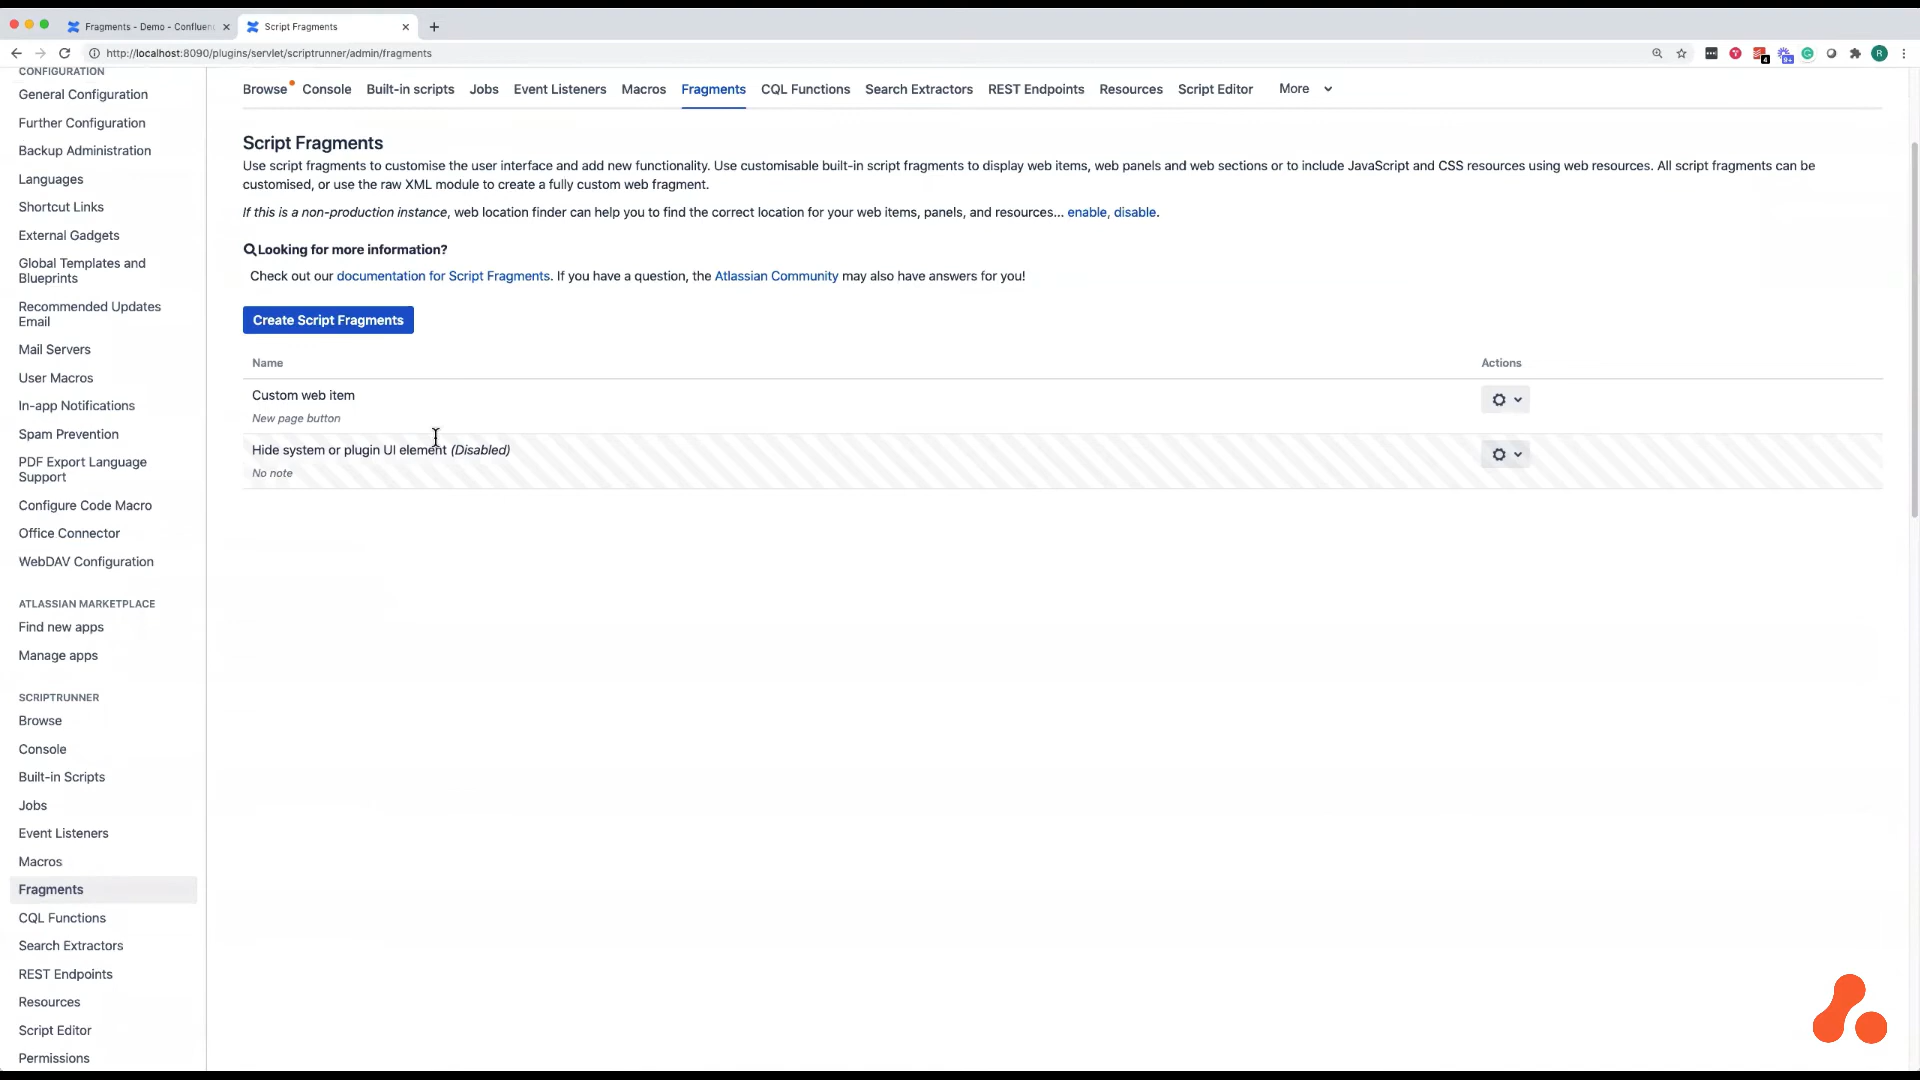 Fragments - Demo - Confluen
Script Fragments
http://localhost:8090/plugins/servlet/scriptrunner/admin/fragments
4
9+
R
CONFIGURATION
General Configuration
Further Configuration
Backup Administration
Languages
Shortcut Links
External Gadgets
Global Templates and
Blueprints
Recommended Updates
Email
Mail Servers
User Macros
In-app Notifications
Spam Prevention
PDF Export Language
Support
Configure Code Macro
Office Connector
WebDAV Configuration
ATLASSIAN MARKETPLACE
Find new apps
Manage apps
SCRIPTRUNNER
Browse
Console
Built-in Scripts
Jobs
Event Listeners
Macros
Fragments
CQL Functions
Search Extractors
REST Endpoints
Resources
Script Editor
Permissions
Browse Console Built-in scripts Jobs Event Listeners Macros Fragments CQL Functions Search Extractors REST Endpoints Resources Script Editor More
Script Fragments
Use script fragments to customise the user interface and add new functionality. Use customisable built-in script fragments to display web items, web panels and web sections or to include JavaScript and CSS resources using web resources. All script fragments can be
customised, or use the raw XML module to create a fully custom web fragment.
If this is a non-production instance, web location finder can help you to find the correct location for your web items, panels, and resources... enable, disable.
Looking for more information?
Check out our documentation for Script Fragments. If you have a question, the Atlassian Community may also have answers for you!
Create Script Fragments
Name Actions
Custom web item
New page button
Hide system or plugin UI element (Disabled)
No note